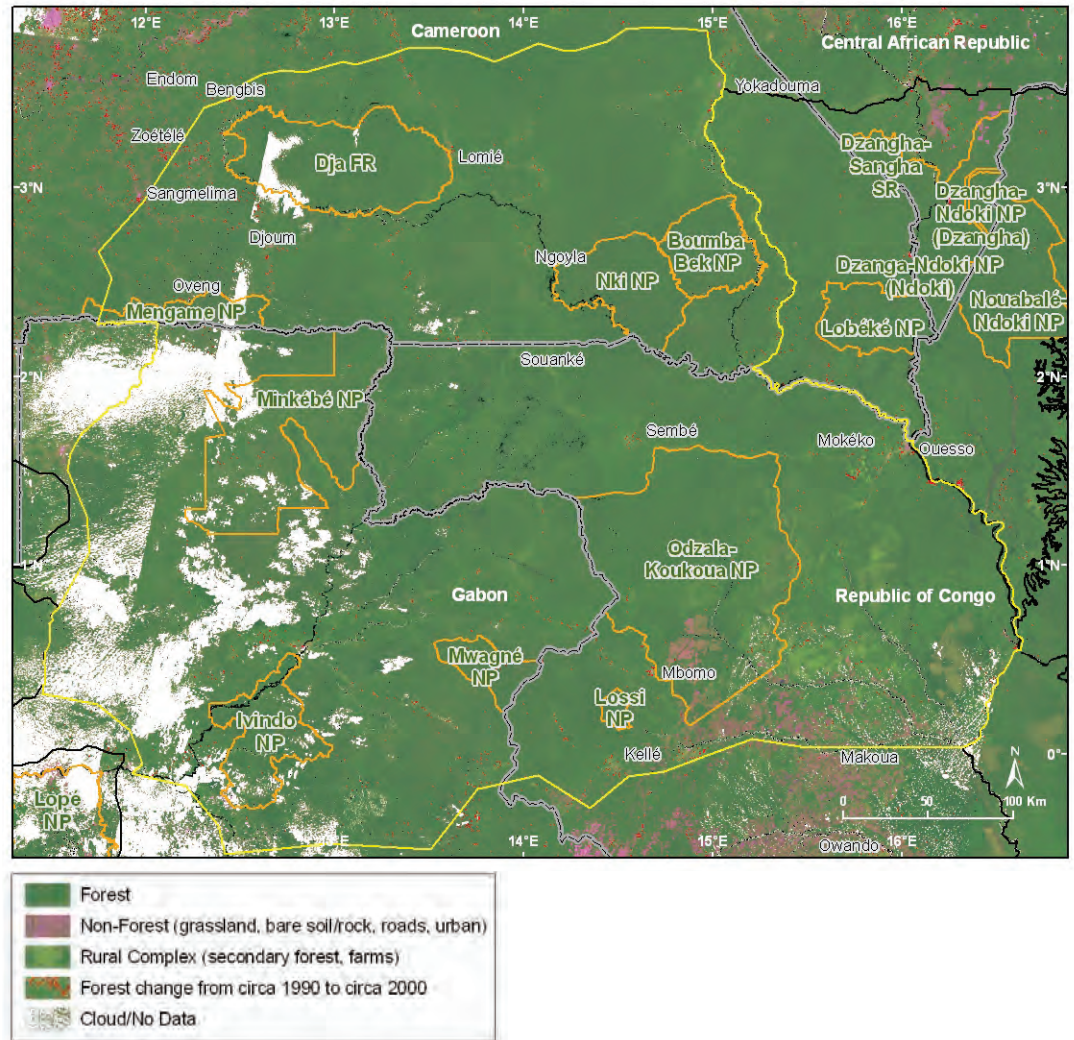 12°E
13°E
14°E
15°E
16°E
Cameroon
Central African Republic
Endom
Bengbis
Yokadouma
Zoétélé
Dja FR
Lomié
Dzangha-
Sangha
SR
3°N
3°N
Sangmelima
Dzangha-
Ndoki NP
(Dzangha)
Djoum
Boumba
Bek NP
Ngoyla
Nki NP
Dzanga-Ndoki NP
(Ndoki)
Oveng
Mengame NP
Lobéké NP
Nouabalé-
Ndoki NP
Souanké
2°N
2°N
Minkébé NP
Sembé
Mokéko
Ouesso
Odzala-
Koukoua NP
1°N
1°N
Gabon
Republic of Congo
Mwagné
NP
Mbomo
Lossi
NP
Ivindo
NP
Kellé
Makoua
0°
N
Lopé
NP
0
50
100 Km
12°E
13°E
14°E
15°E
16°E
Owando
Forest
Non-Forest (grassland, bare soil/rock, roads, urban)
Rural Complex (secondary forest, farms)
Forest change from circa 1990 to circa 2000
Cloud/No Data